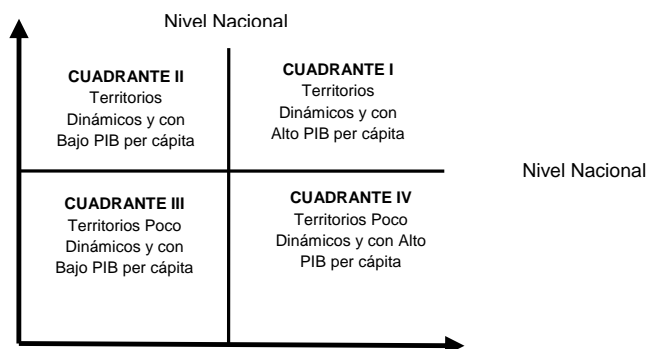 Nivel Nacional
CUADRANTE II
Territorios
Dinámicos y con
Bajo PIB per cápita
CUADRANTE I
Territorios
Dinámicos y con
Alto PIB per cápita
Nivel Nacional
CUADRANTE III
Territorios Poco
Dinámicos y con
Bajo PIB per cápita
CUADRANTE IV
Territorios Poco
Dinámicos y con Alto
PIB per cápita